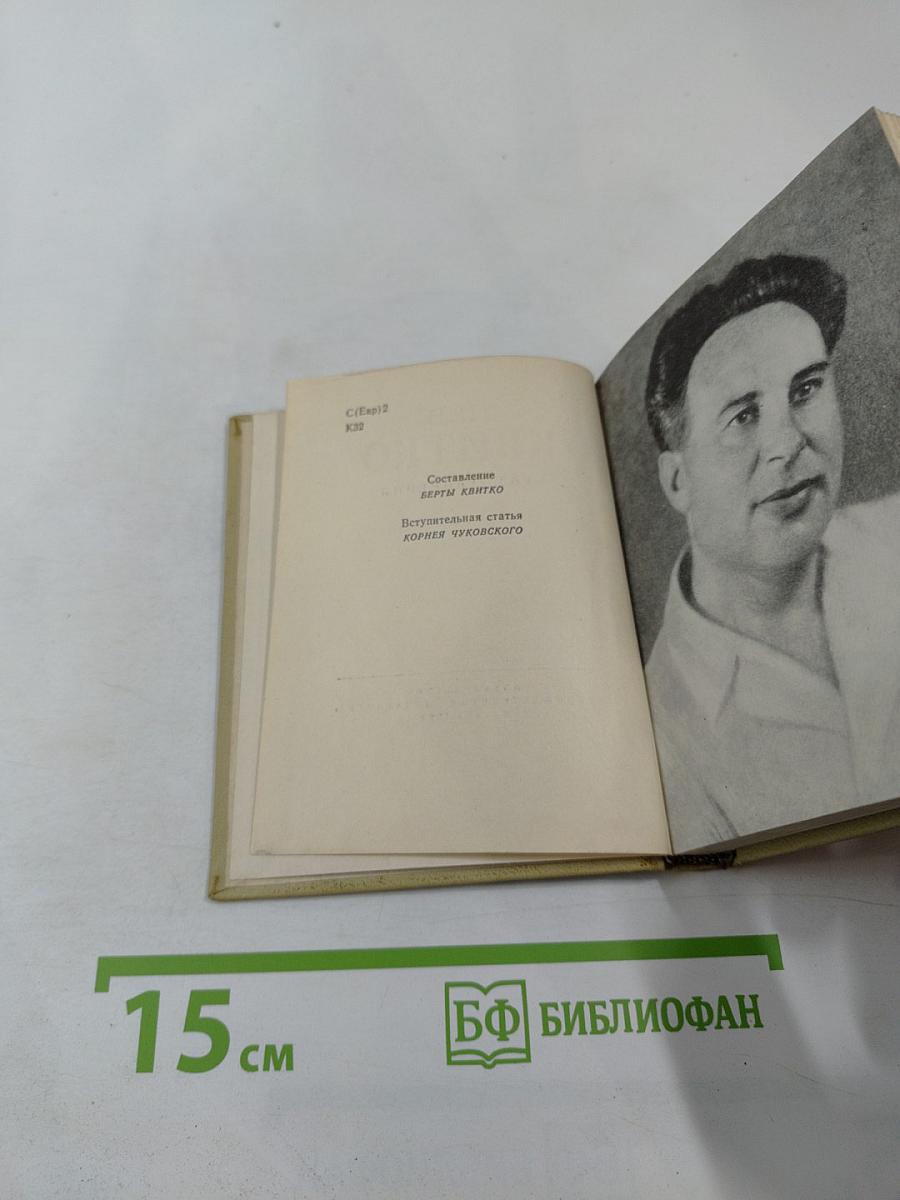 С(Евр)2
К32
Составление
БЕРТЫ КВИТКО
Вступительная статья
КОРНЕЯ ЧУКОВСКОГО
15 см
БФ БИБЛИОФАН